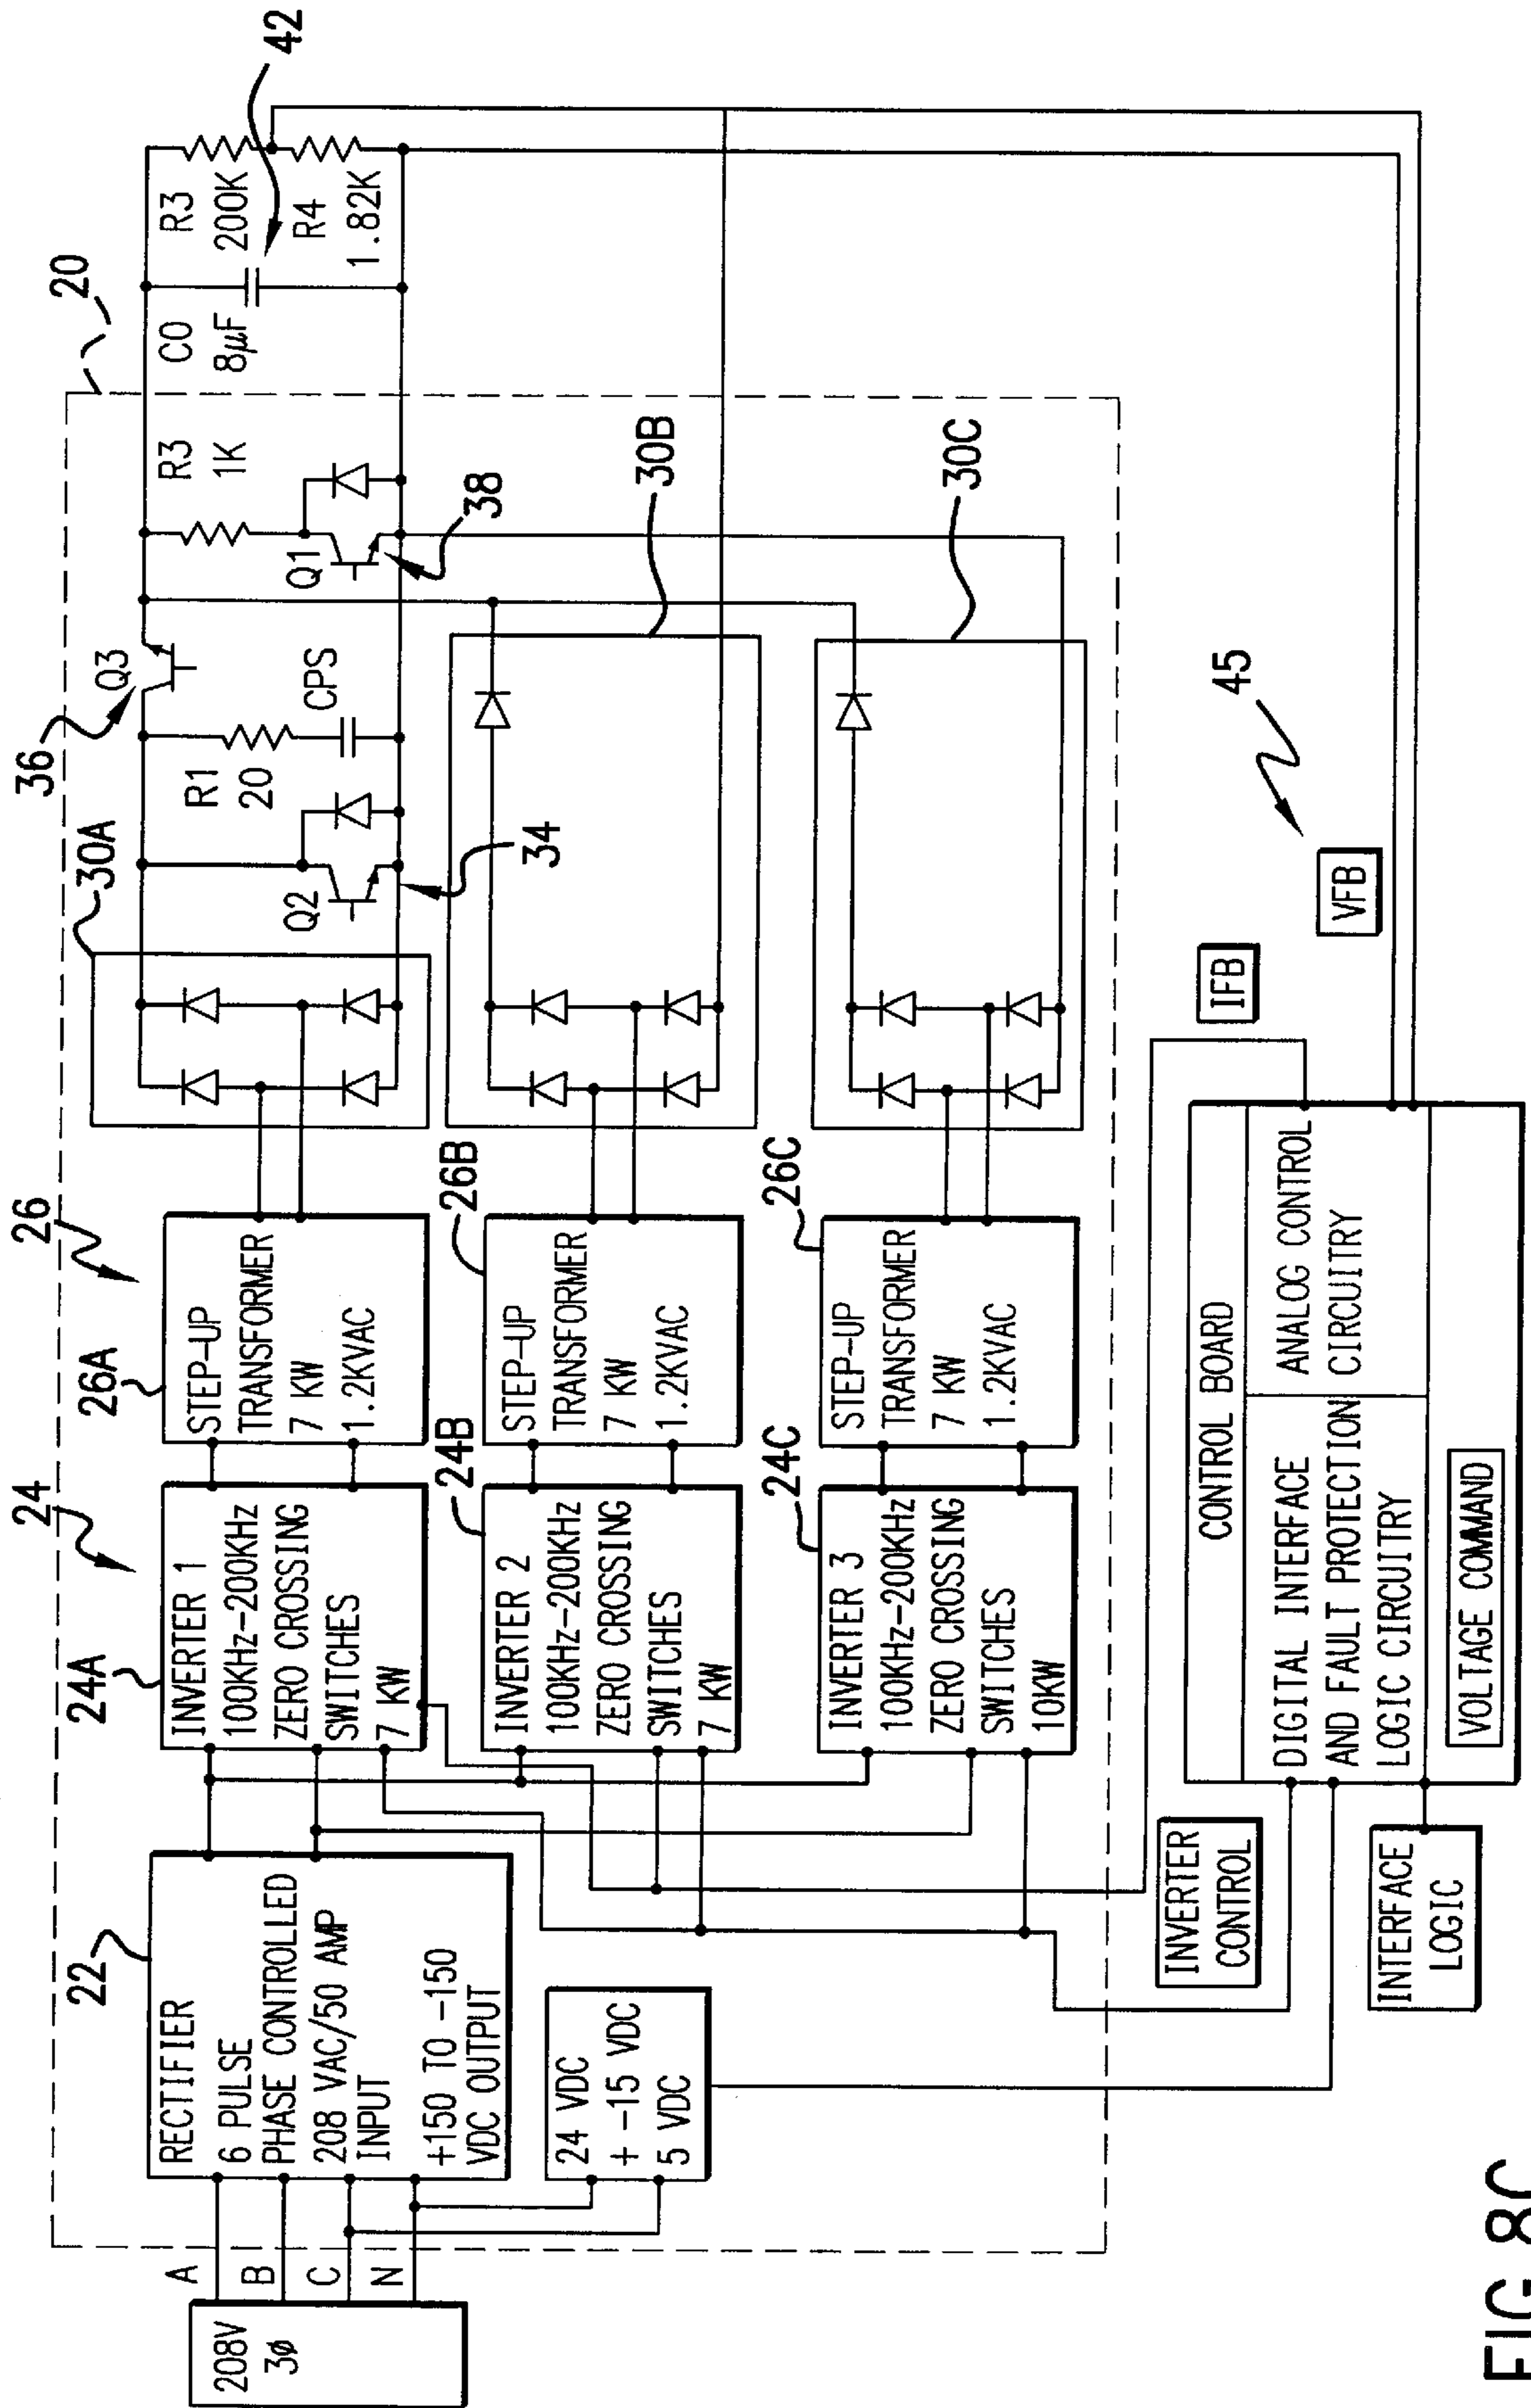 20
24
26
36
42
22
24A
26A
30A
208V
3ø
A
B
C
N
RECTIFIER
6 PULSE
PHASE CONTROLLED
208 VAC/50 AMP
INPUT
+150 TO -150
VDC OUTPUT
INVERTER 1
100KHz-200KHz
ZERO CROSSING
SWITCHES
7 KW
STEP-UP
TRANSFORMER
7 KW
1.2KVAC
Q2
34
R1
20
CPS
Q3
Q1
38
R3
1K
C0
8µF
R3
200K
R4
1.82K
24 VDC
+ -15 VDC
5 VDC
24B
INVERTER 2
100KHz-200KHz
ZERO CROSSING
SWITCHES
7 KW
26B
STEP-UP
TRANSFORMER
7 KW
1.2KVAC
30B
24C
INVERTER 3
100KHz-200KHz
ZERO CROSSING
SWITCHES
10KW
26C
STEP-UP
TRANSFORMER
7 KW
1.2KVAC
30C
INVERTER
CONTROL
IFB
45
VFB
INTERFACE
LOGIC
CONTROL BOARD
DIGITAL INTERFACE
AND FAULT PROTECTION
LOGIC CIRCUITRY
ANALOG CONTROL
CIRCUITRY
VOLTAGE COMMAND
FIG.8C